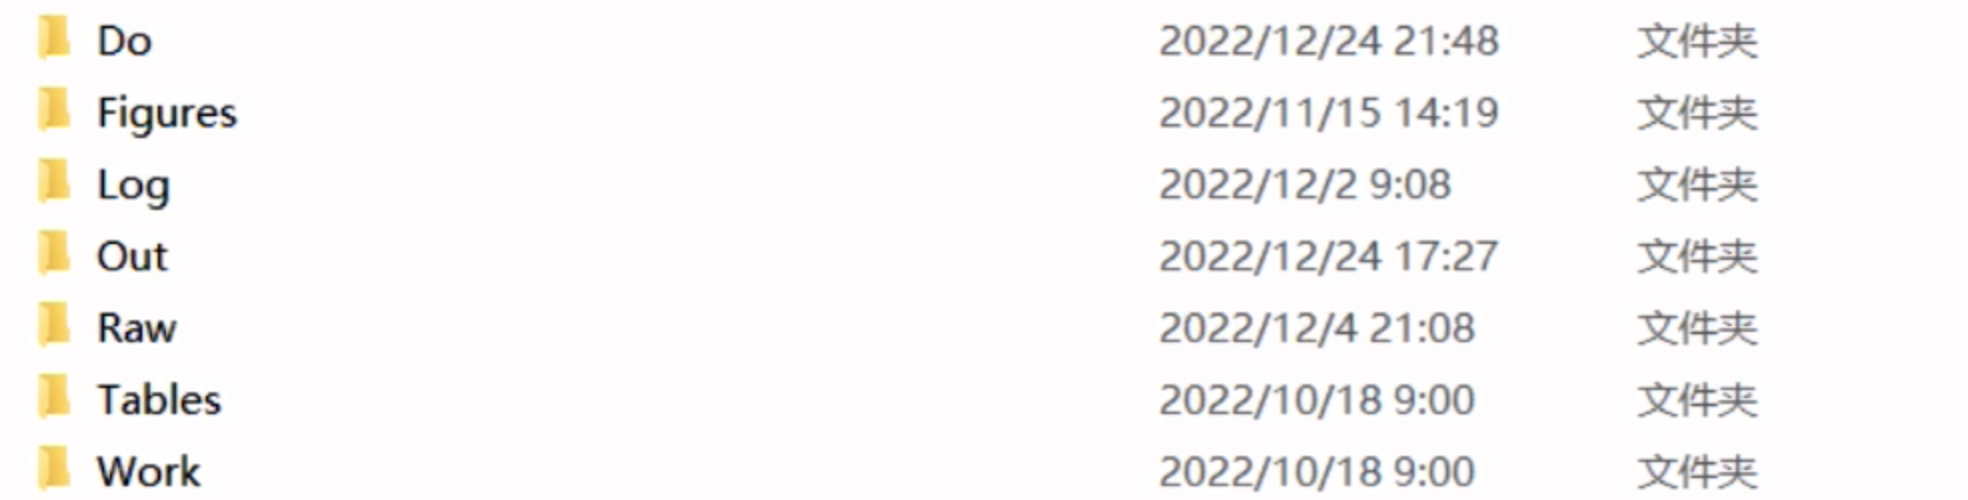 Do 2022/12/24 21:48 文件夹
Figures 2022/11/15 14:19 文件夹
Log 2022/12/2 9:08 文件夹
Out 2022/12/24 17:27 文件夹
Raw 2022/12/4 21:08 文件夹
Tables 2022/10/18 9:00 文件夹
Work 2022/10/18 9:00 文件夹